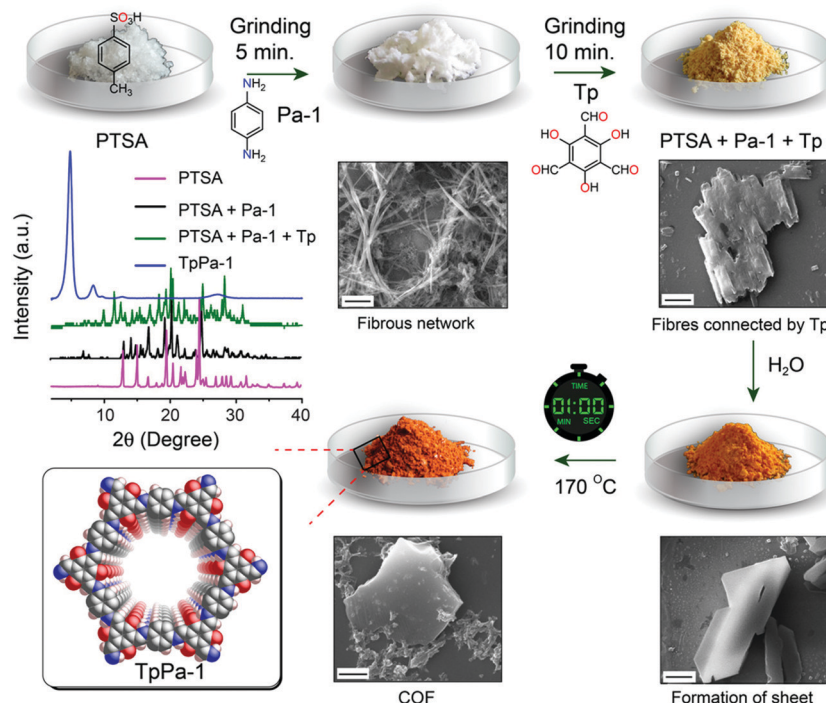 SO3H
CH3
PTSA
Grinding
5 min.
NH2
Pa-1
NH2
Grinding
10 min.
Tp
CHO
HO
OH
OHC
CHO
OH
PTSA + Pa-1 + Tp
Intensity (a.u.)
PTSA
PTSA + Pa-1
PTSA + Pa-1 + Tp
TpPa-1
10 20 30 40
2θ (Degree)
Fibrous network
Fibres connected by Tp
H2O
TIME
01:00
MIN SEC
170 °C
TpPa-1
COF
Formation of sheet